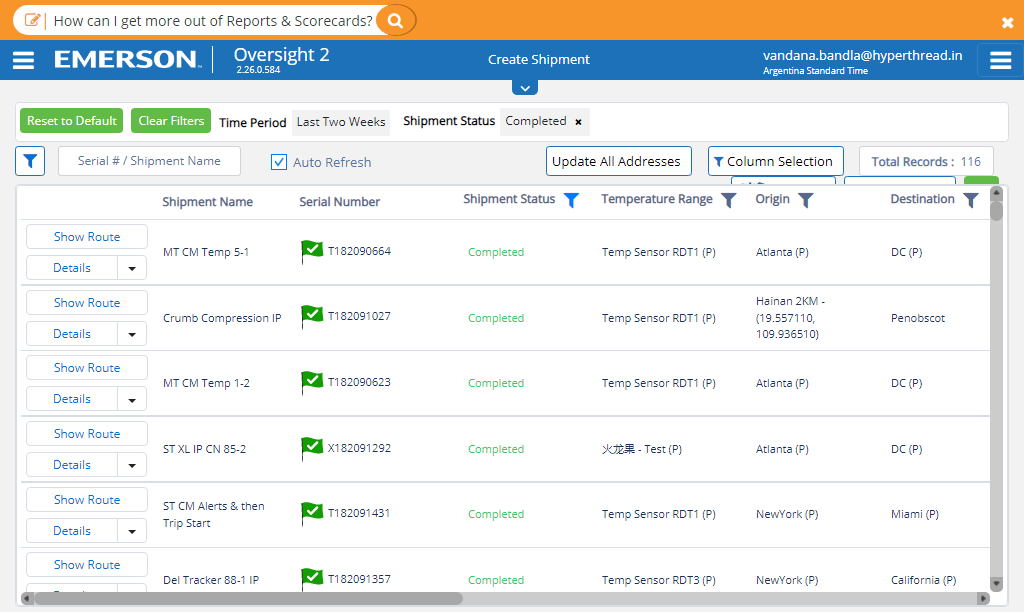 How can I get more out of Reports & Scorecards?
EMERSON
Oversight 2
2.26.0.584
Create Shipment
vandana.bandla@hyperthread.in
Argentina Standard Time
Reset to Default Clear Filters Time Period Last Two Weeks Shipment Status Completed ×
Serial # / Shipment Name Auto Refresh Update All Addresses Column Selection Total Records : 116
Shipment Name Serial Number Shipment Status Temperature Range Origin Destination
Show Route
Details
MT CM Temp 5-1 T182090664 Completed Temp Sensor RDT1 (P) Atlanta (P) DC (P)
Show Route
Details
Crumb Compression IP T182091027 Completed Temp Sensor RDT1 (P)
Hainan 2KM -
(19.557110,
109.936510)
Penobscot
Show Route
Details
MT CM Temp 1-2 T182090623 Completed Temp Sensor RDT1 (P) Atlanta (P) DC (P)
Show Route
Details
ST XL IP CN 85-2 X182091292 Completed 火龙果 - Test (P) Atlanta (P) DC (P)
Show Route
Details
ST CM Alerts & then
Trip Start
T182091431 Completed Temp Sensor RDT1 (P) NewYork (P) Miami (P)
Show Route
Del Tracker 88-1 IP T182091357 Completed Temp Sensor RDT3 (P) NewYork (P) California (P)